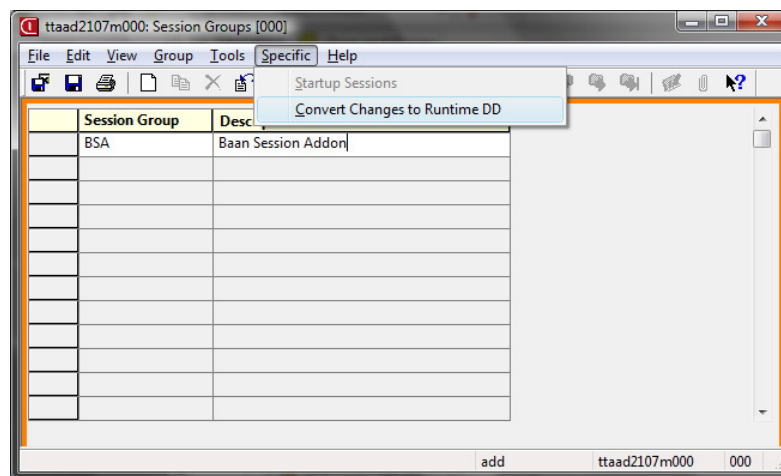 ttaad2107m000: Session Groups [000]
File Edit View Group Tools Specific Help
Startup Sessions
Convert Changes to Runtime DD
Session Group
BSA Baan Session Addon
add ttaad2107m000 000